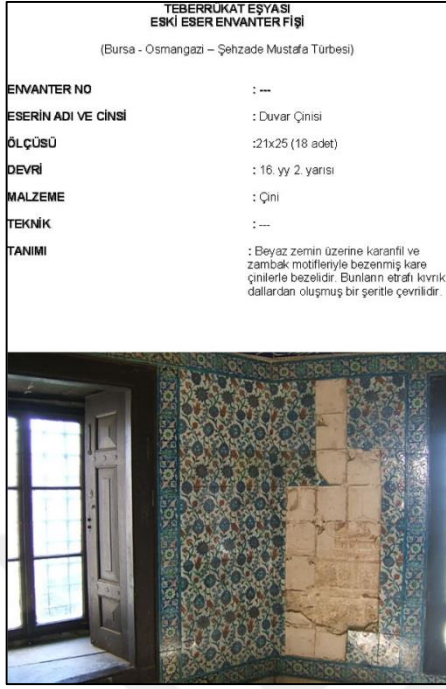 TEBERRÜKAT EŞYASI
ESKİ ESER ENVANTER FİŞİ
(Bursa - Osmangazi – Şehzade Mustafa Türbesi)
ENVANTER NO : ---
ESERİN ADI VE CİNSİ : Duvar Çinisi
ÖLÇÜSÜ :21x25 (18 adet)
DEVRİ : 16. yy 2. yarısı
MALZEME : Çini
TEKNİK : ---
TANIMI : Beyaz zemin üzerine karanfil ve
zambak motifleriyle bezenmiş kare
çinilerle bezelidir. Bunların etrafı kıvrık
dallardan oluşmuş bir şeritle çevrilidir.